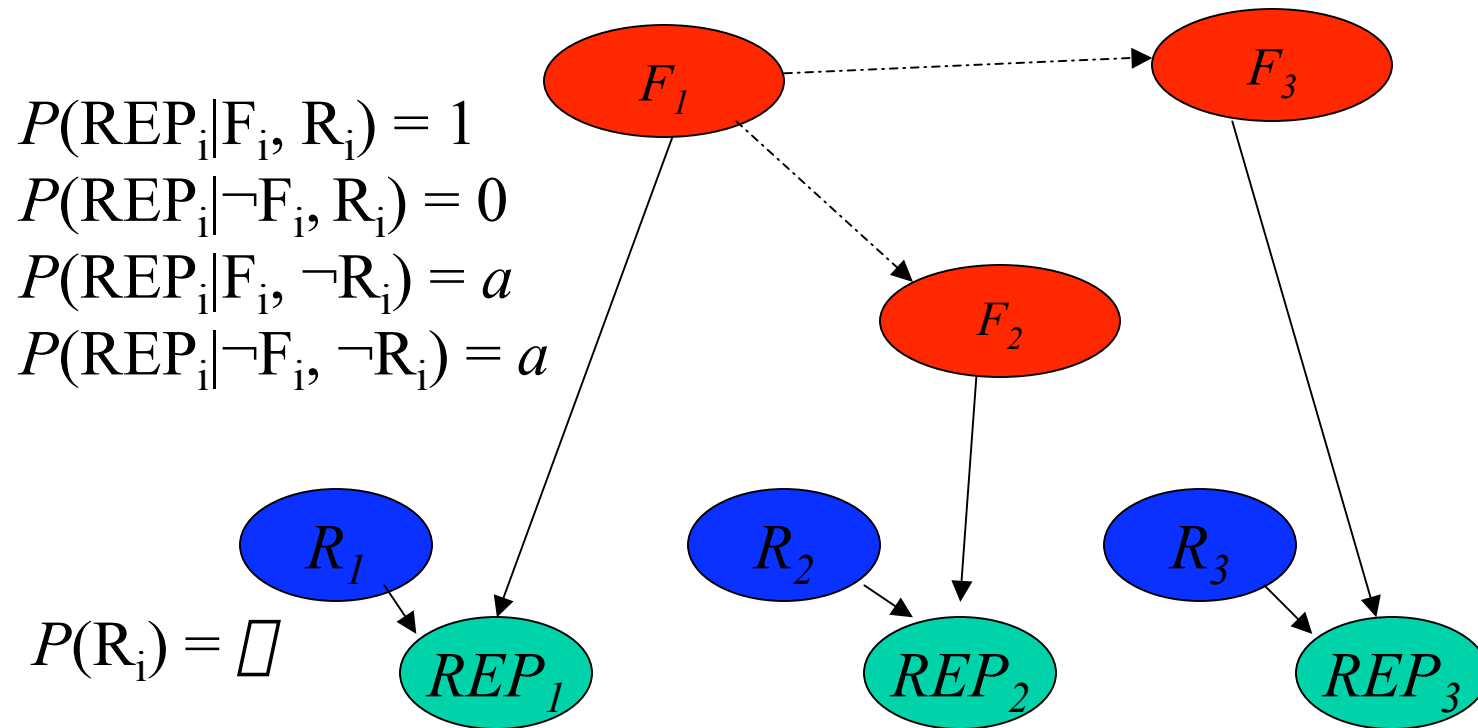 F₁
F₃
P(REPᵢ|Fᵢ, Rᵢ) = 1
P(REPᵢ|¬Fᵢ, Rᵢ) = 0
P(REPᵢ|Fᵢ, ¬Rᵢ) = a
P(REPᵢ|¬Fᵢ, ¬Rᵢ) = a
F₂
R₁
R₂
R₃
P(Rᵢ) = ▯
REP₁
REP₂
REP₃